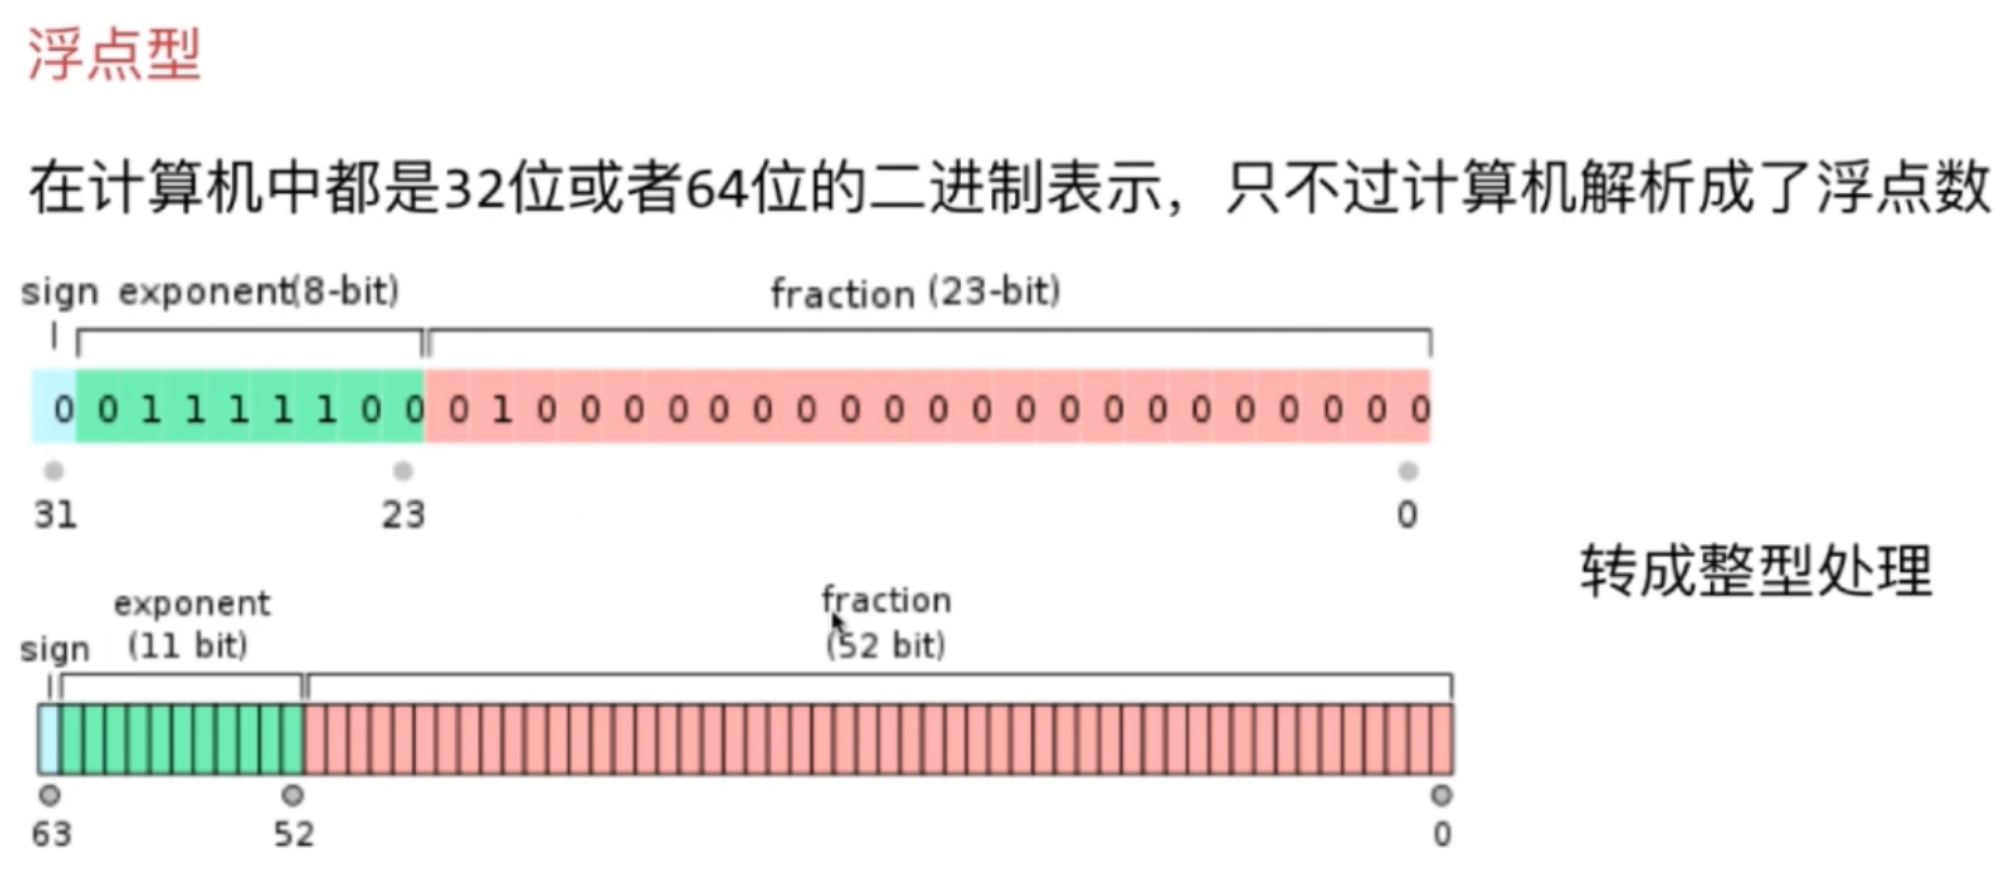 浮点型
在计算机中都是32位或者64位的二进制表示，只不过计算机解析成了浮点数
sign exponent(8-bit) fraction (23-bit)
0 0 1 1 1 1 1 0 0 0 1 0 0 0 0 0 0 0 0 0 0 0 0 0 0 0 0 0 0 0 0 0
31 23 0
转成整型处理
exponent
(11 bit)
sign
fraction
(52 bit)
63 52 0